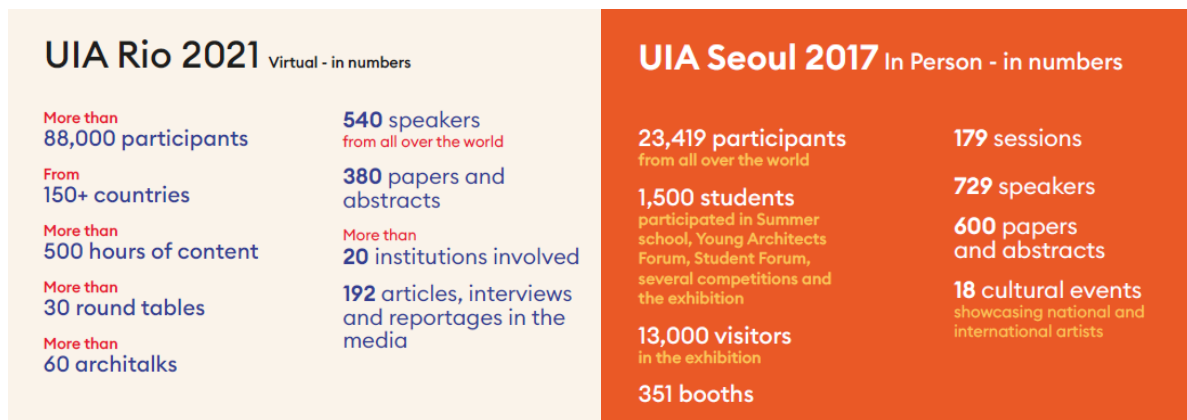 UIA Rio 2021 Virtual - in numbers
More than
88,000 participants
From
150+ countries
More than
500 hours of content
More than
30 round tables
More than
60 architalks
540 speakers
from all over the world
380 papers and
abstracts
More than
20 institutions involved
192 articles, interviews
and reportages in the
media
UIA Seoul 2017 In Person - in numbers
23,419 participants
from all over the world
1,500 students
participated in Summer
school, Young Architects
Forum, Student Forum,
several competitions and
the exhibition
13,000 visitors
in the exhibition
351 booths
179 sessions
729 speakers
600 papers
and abstracts
18 cultural events
showcasing national and
international artists